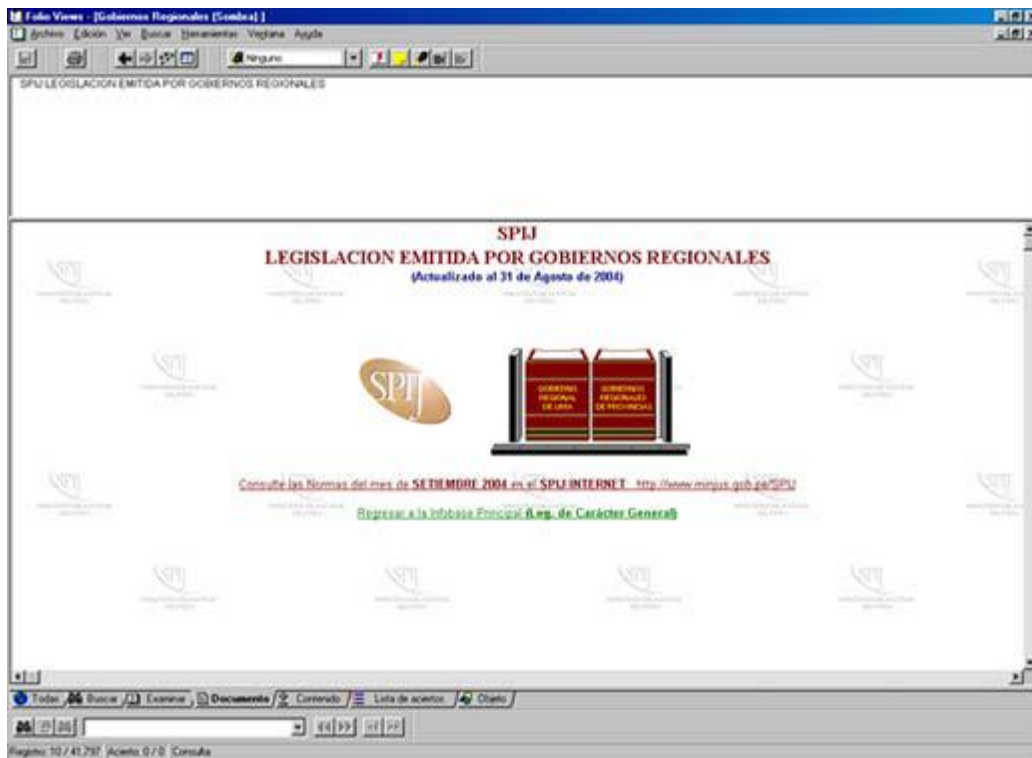 Folio Views - [Gobiernos Regionales (Sombra) ]
Archivo Edición Ver Buscar Herramientas Ventana Ayuda
Ninguno
SPIJ LEGISLACION EMITIDA POR GOBIERNOS REGIONALES
SPIJ
LEGISLACION EMITIDA POR GOBIERNOS REGIONALES
(Actualizado al 31 de Agosto de 2004)
SPIJ
GOBIERNO REGIONAL DE LIMA
GOBIERNOS REGIONALES DE PROVINCIAS
Consulte las Normas del mes de SETIEMBRE 2004 en el SPIJ INTERNET http://www.minjus.gob.pe/SPIJ
Regresar a la Infobase Principal (Leg. de Carácter General)
Todas Buscar Examinar Documento Contenido Lista de aciertos Objeto
Registro: 10 / 41,797 Acierto: 0 / 0 Consulta